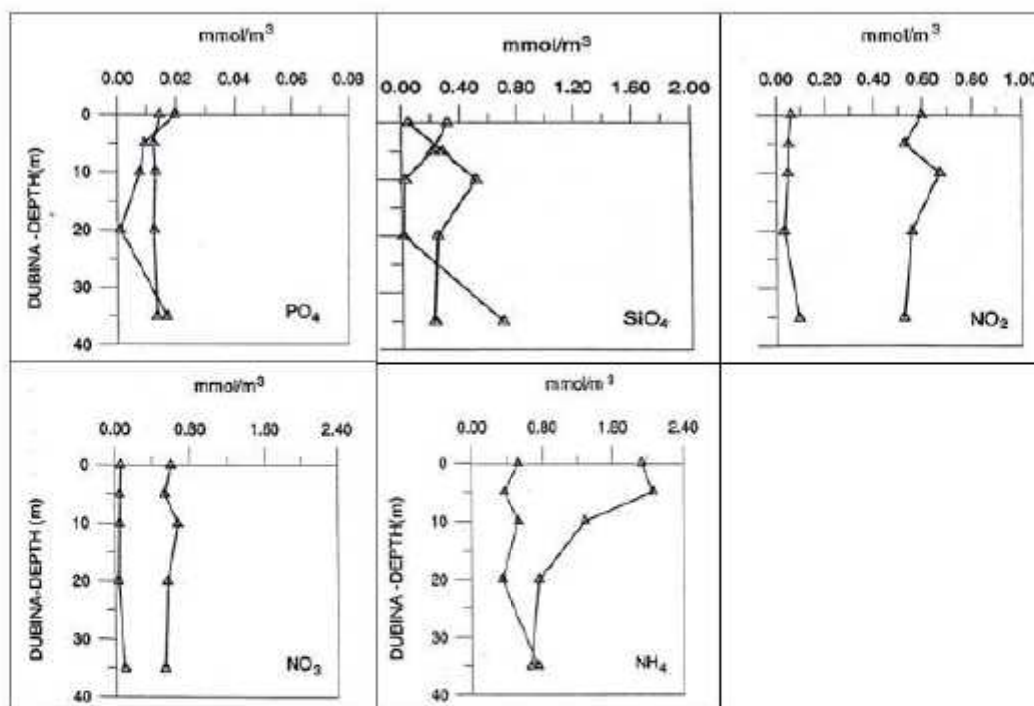 mmol/m³
0.00 0.02 0.04 0.06 0.08
0
10
20
30
40
DUBINA -DEPTH(m)
PO4
mmol/m³
0.00 0.40 0.80 1.20 1.60 2.00
SiO4
mmol/m³
0.00 0.20 0.40 0.60 0.80 1.00
NO2
mmol/m³
0.00 0.80 1.60 2.40
0
10
20
30
40
DUBINA-DEPTH (m)
NO3
mmol/m³
0.00 0.80 1.60 2.40
0
10
20
30
40
DUBINA -DEPTH(m)
NH4